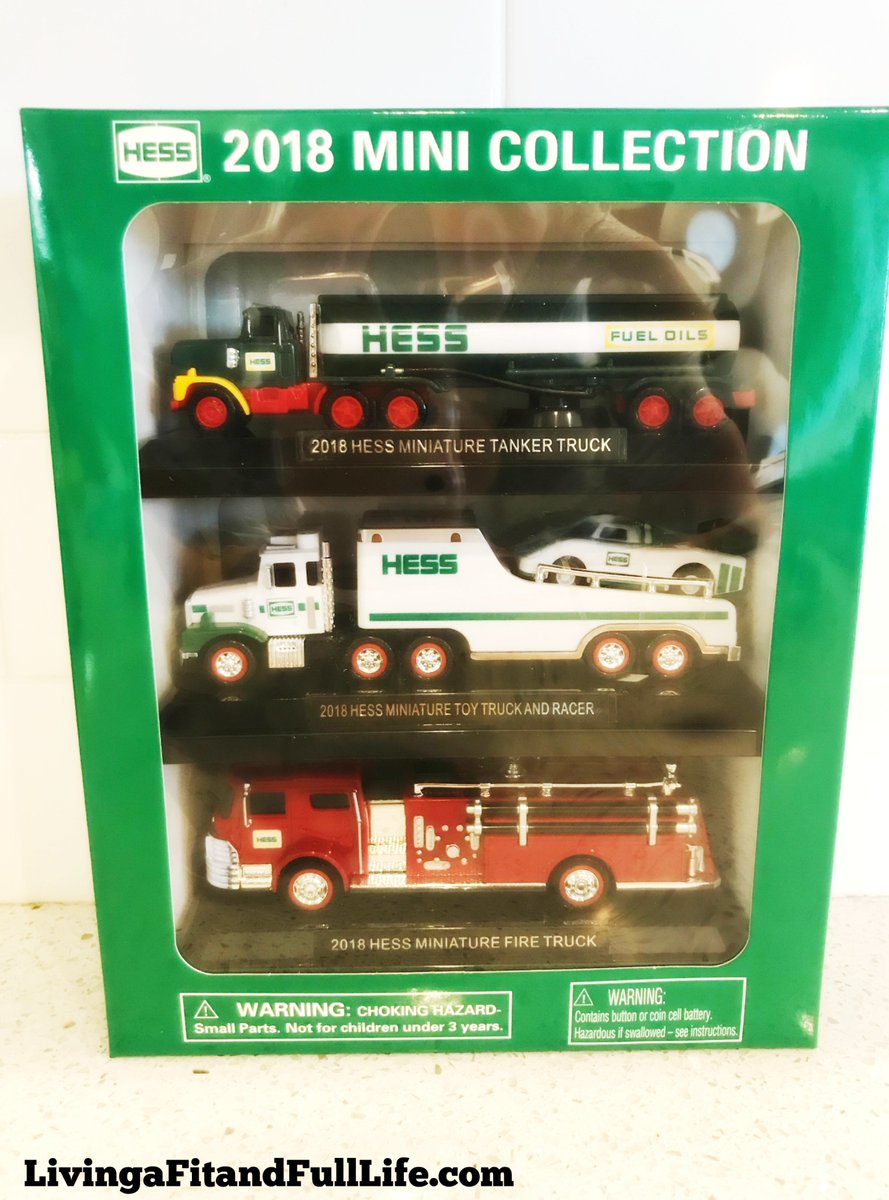 HESS® 2018 MINI COLLECTION
HESS
FUEL OILS
HESS
2018 HESS MINIATURE TANKER TRUCK
HESS
HESS
HESS
2018 HESS MINIATURE TOY TRUCK AND RACER
HESS
2018 HESS MINIATURE FIRE TRUCK
WARNING: CHOKING HAZARD-
Small Parts. Not for children under 3 years.
WARNING:
Contains button or coin cell battery.
Hazardous if swallowed – see instructions.
LivingaFitandFullLife.com